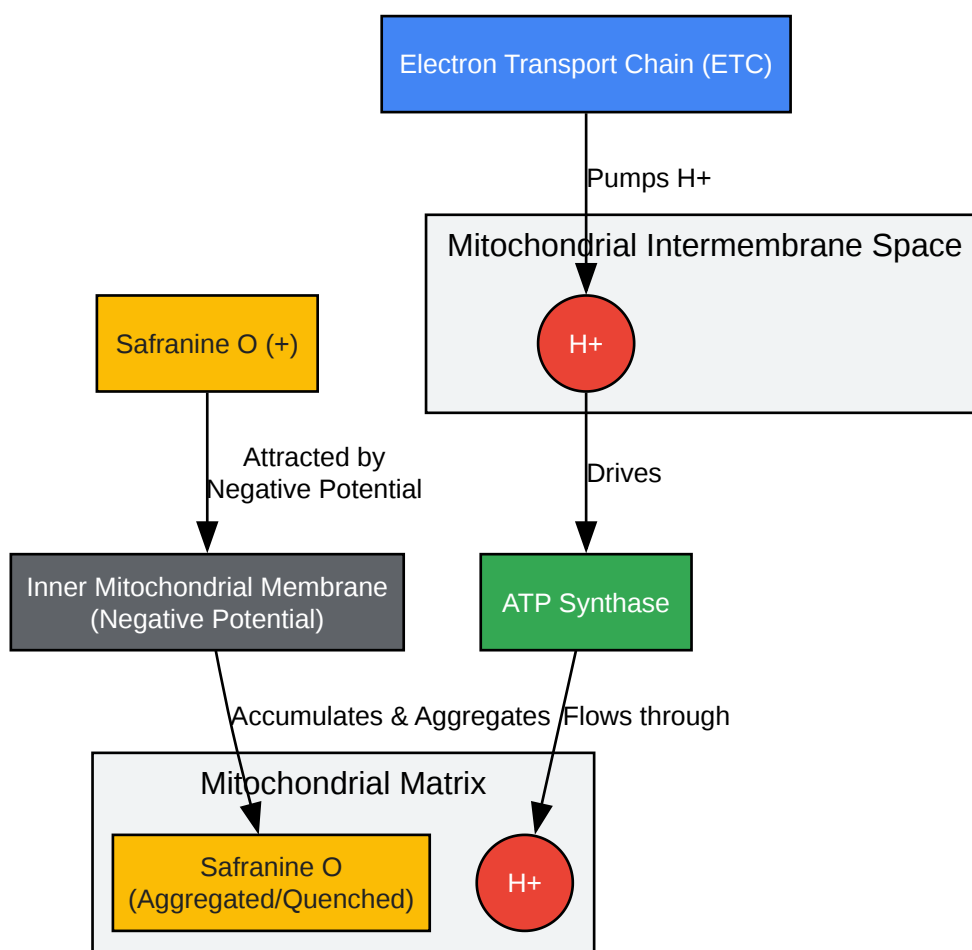 Electron Transport Chain (ETC)
Pumps H+
Mitochondrial Intermembrane Space
H+
Safranine O (+)
Attracted by
Negative Potential
Drives
Inner Mitochondrial Membrane
(Negative Potential)
ATP Synthase
Accumulates & Aggregates
Flows through
Mitochondrial Matrix
Safranine O
(Aggregated/Quenched)
H+